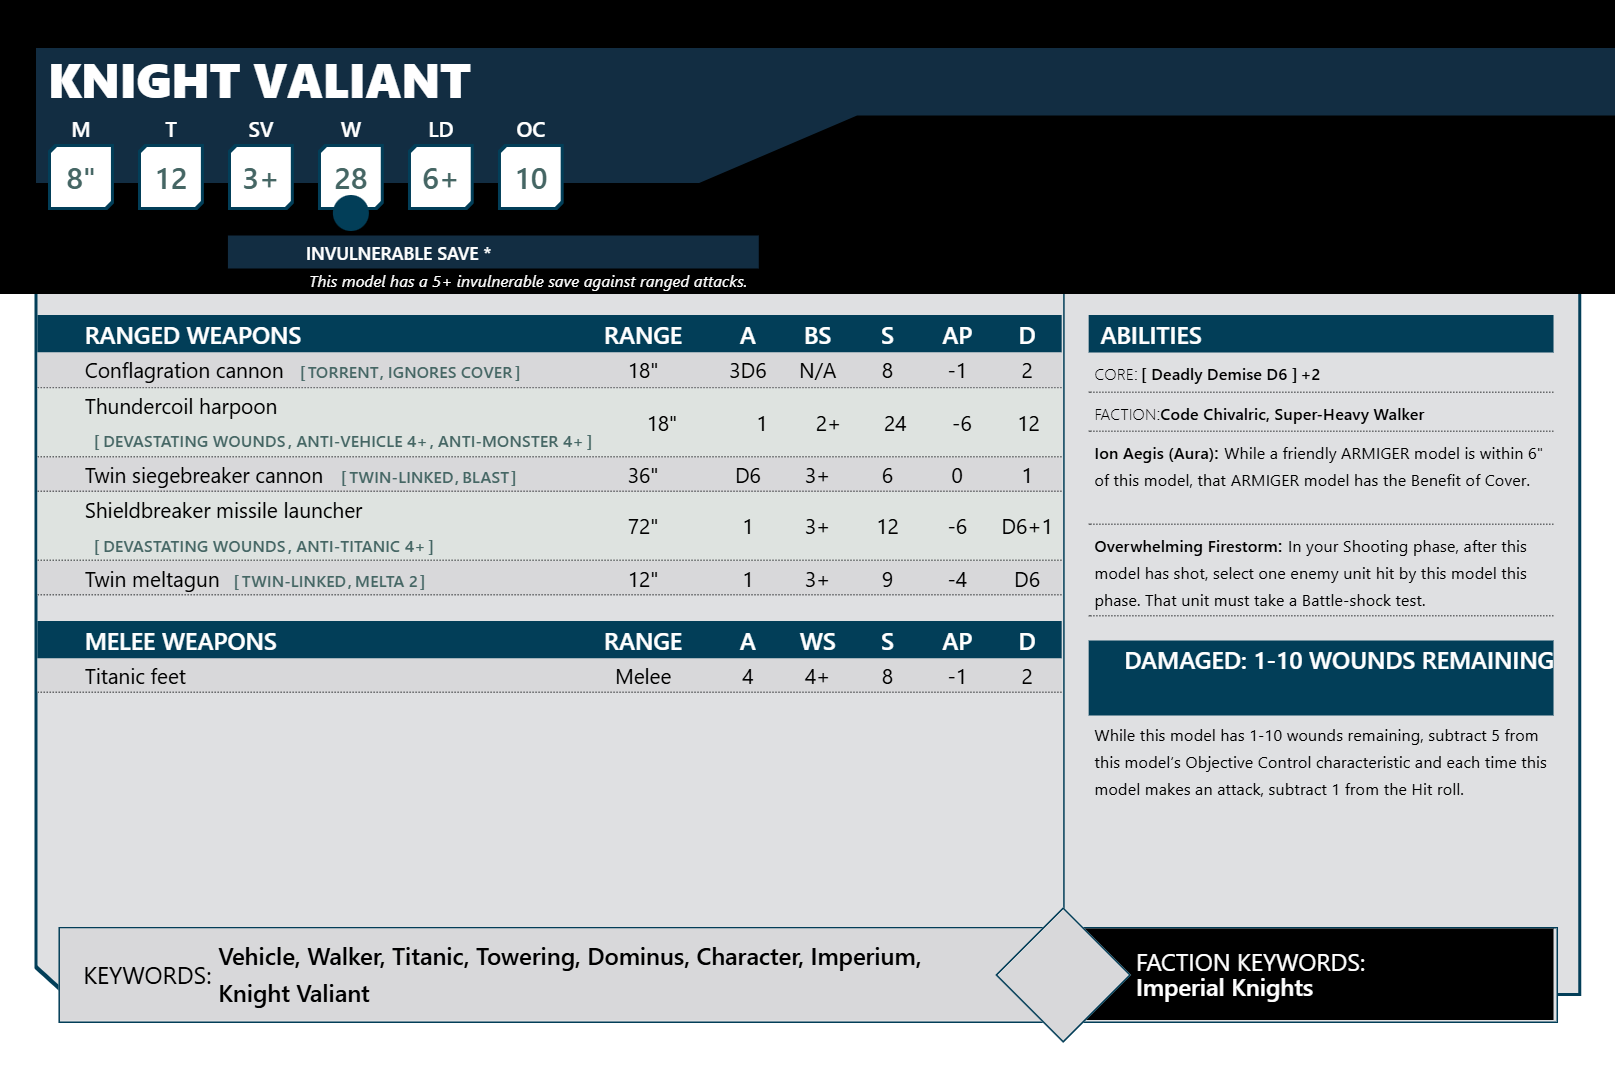 KNIGHT VALIANT
M T SV W LD OC
8" 12 3+ 28 6+ 10
INVULNERABLE SAVE *
This model has a 5+ invulnerable save against ranged attacks.
RANGED WEAPONS RANGE A BS S AP D
Conflagration cannon [ TORRENT, IGNORES COVER ] 18" 3D6 N/A 8 -1 2
Thundercoil harpoon
[ DEVASTATING WOUNDS, ANTI-VEHICLE 4+, ANTI-MONSTER 4+ ] 18" 1 2+ 24 -6 12
Twin siegebreaker cannon [ TWIN-LINKED, BLAST ] 36" D6 3+ 6 0 1
Shieldbreaker missile launcher
[ DEVASTATING WOUNDS, ANTI-TITANIC 4+ ] 72" 1 3+ 12 -6 D6+1
Twin meltagun [ TWIN-LINKED, MELTA 2 ] 12" 1 3+ 9 -4 D6
MELEE WEAPONS RANGE A WS S AP D
Titanic feet Melee 4 4+ 8 -1 2
ABILITIES
CORE: [ Deadly Demise D6 ] +2
FACTION:Code Chivalric, Super-Heavy Walker
Ion Aegis (Aura): While a friendly ARMIGER model is within 6"
of this model, that ARMIGER model has the Benefit of Cover.
Overwhelming Firestorm: In your Shooting phase, after this
model has shot, select one enemy unit hit by this model this
phase. That unit must take a Battle-shock test.
DAMAGED: 1-10 WOUNDS REMAINING
While this model has 1-10 wounds remaining, subtract 5 from
this model's Objective Control characteristic and each time this
model makes an attack, subtract 1 from the Hit roll.
KEYWORDS: Vehicle, Walker, Titanic, Towering, Dominus, Character, Imperium,
Knight Valiant
FACTION KEYWORDS:
Imperial Knights